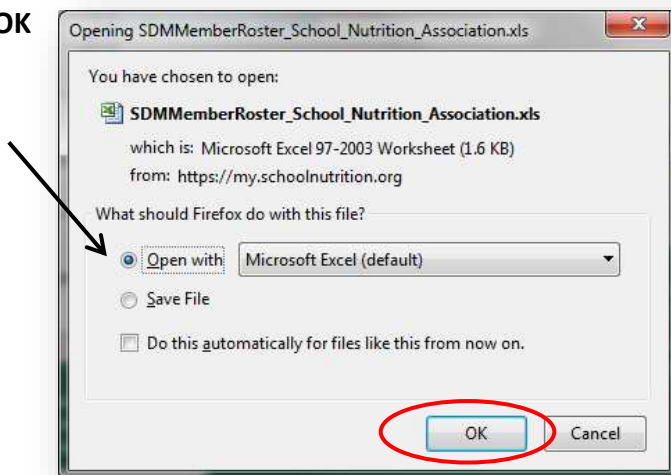 OK
Opening SDMMemberRoster_School_Nutrition_Association.xls
You have chosen to open:
SDMMemberRoster_School_Nutrition_Association.xls
which is: Microsoft Excel 97-2003 Worksheet (1.6 KB)
from: https://my.schoolnutrition.org
What should Firefox do with this file?
Open with Microsoft Excel (default)
Save File
Do this automatically for files like this from now on.
OK Cancel